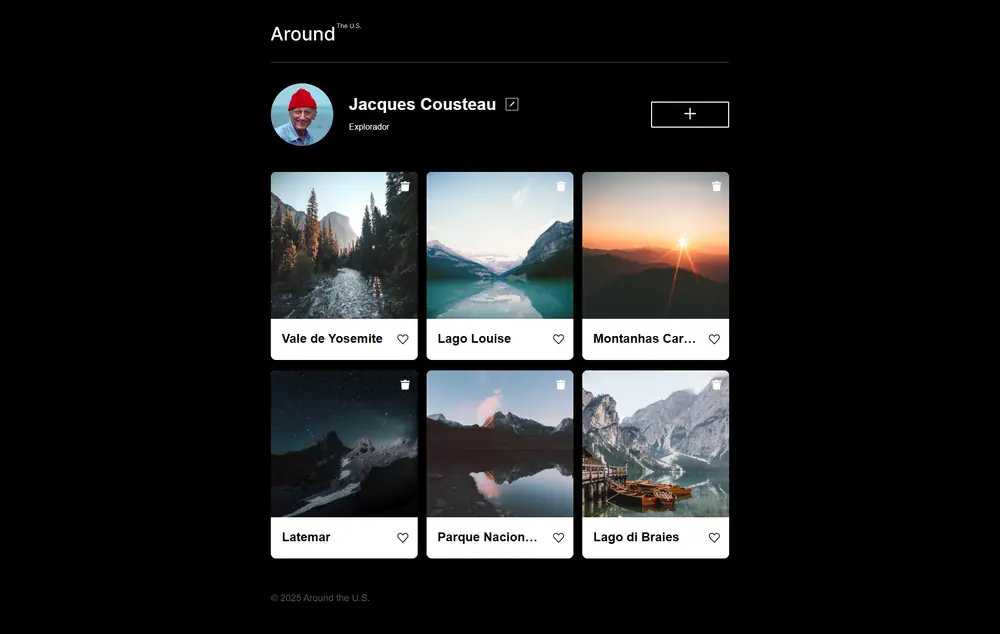 Around The U.S.
Jacques Cousteau
Explorador
Vale de Yosemite
Lago Louise
Montanhas Car...
Latemar
Parque Nacion...
Lago di Braies
© 2025 Around the U.S.